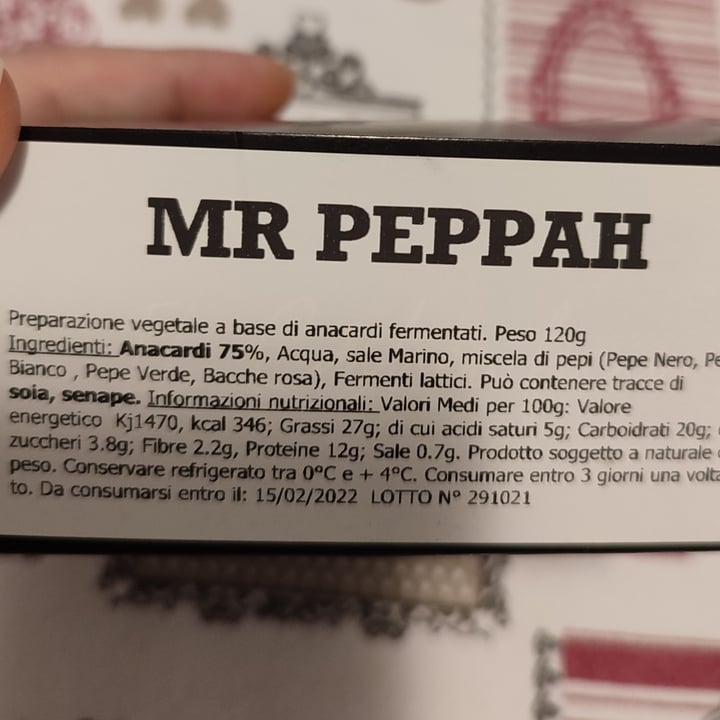 MR PEPPAH
Preparazione vegetale a base di anacardi fermentati. Peso 120g
Ingredienti: Anacardi 75%, Acqua, sale Marino, miscela di pepi (Pepe Nero,
Bianco , Pepe Verde, Bacche rosa), Fermenti lattici. Può contenere tracce di
soia, senape. Informazioni nutrizionali: Valori Medi per 100g: Valore
energetico Kj1470, kcal 346; Grassi 27g; di cui acidi saturi 5g; Carboidrati 20g;
zuccheri 3.8g; Fibre 2.2g, Proteine 12g; Sale 0.7g. Prodotto soggetto a naturale
peso. Conservare refrigerato tra 0°C e + 4°C. Consumare entro 3 giorni una
to. Da consumarsi entro il: 15/02/2022 LOTTO N° 291021